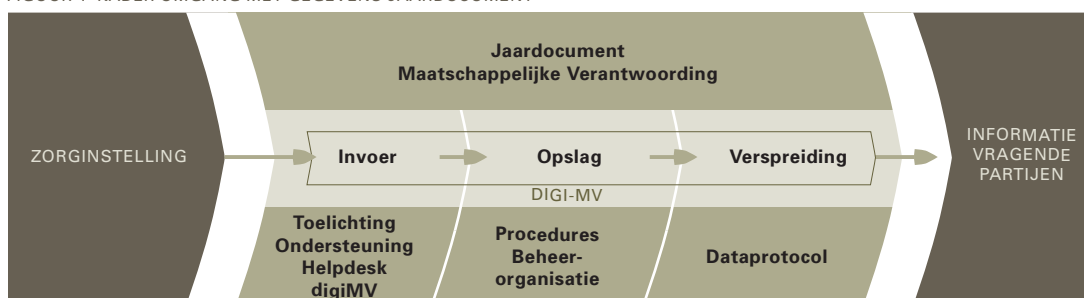 Jaardocument
Maatschappelijke Verantwoording
ZORGINSTELLING
Invoer
Opslag
Verspreiding
INFORMATIE
VRAGENDE
PARTIJEN
DIGI-MV
Toelichting
Ondersteuning
Helpdesk
digiMV
Procedures
Beheer-
organisatie
Dataprotocol